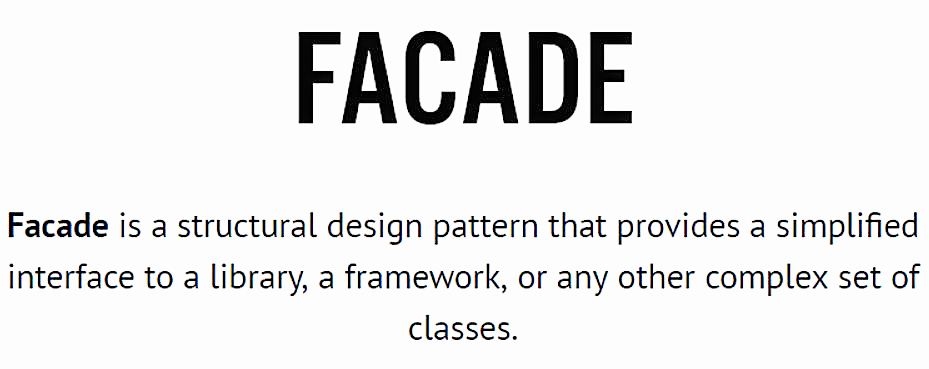 FACADE
Facade is a structural design pattern that provides a simplified
interface to a library, a framework, or any other complex set of
classes.